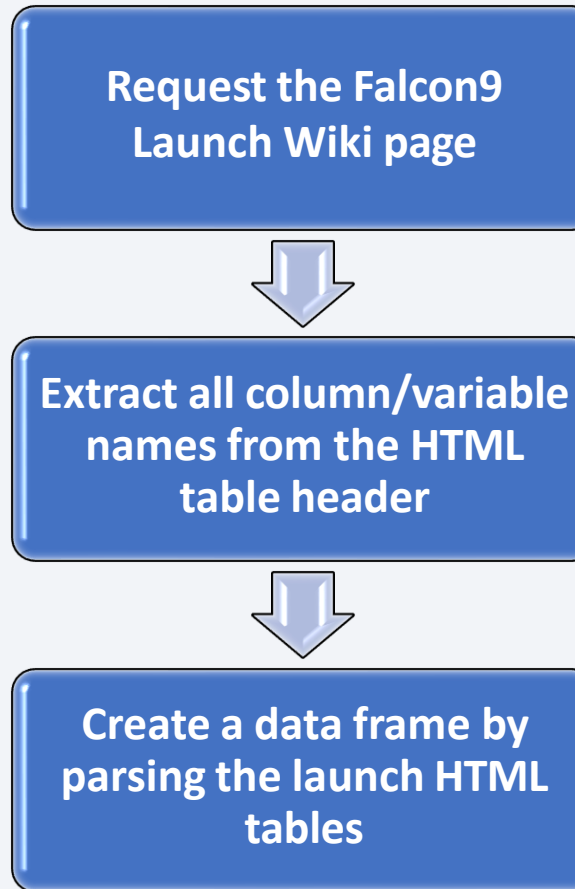 Request the Falcon9
Launch Wiki page
Extract all column/variable
names from the HTML
table header
Create a data frame by
parsing the launch HTML
tables